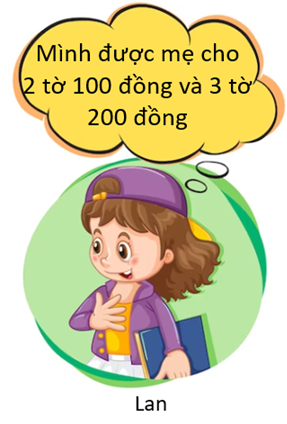 Mình được mẹ cho
2 tờ 100 đồng và 3 tờ
200 đồng
Lan